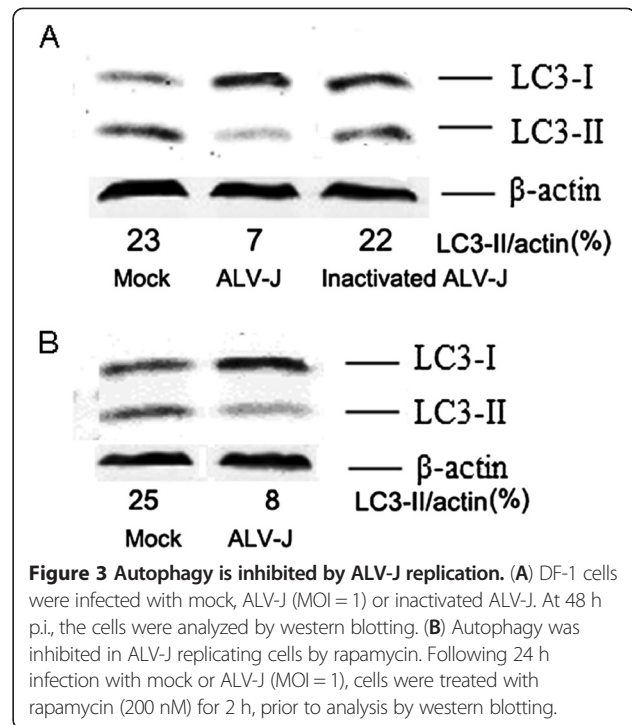 A
LC3-I
LC3-II
β-actin
23 7 22 LC3-II/actin(%)
Mock ALV-J Inactivated ALV-J
B
LC3-I
LC3-II
β-actin
25 8 LC3-II/actin(%)
Mock ALV-J
Figure 3 Autophagy is inhibited by ALV-J replication. (A) DF-1 cells
were infected with mock, ALV-J (MOI = 1) or inactivated ALV-J. At 48 h
p.i., the cells were analyzed by western blotting. (B) Autophagy was
inhibited in ALV-J replicating cells by rapamycin. Following 24 h
infection with mock or ALV-J (MOI = 1), cells were treated with
rapamycin (200 nM) for 2 h, prior to analysis by western blotting.